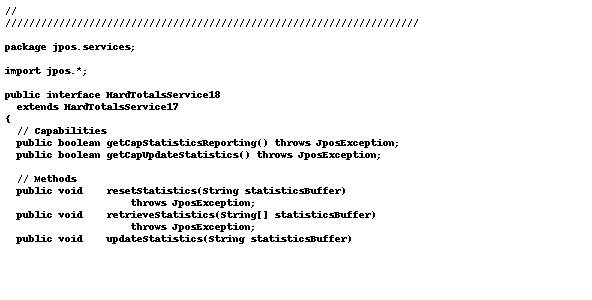 //
/////////////////////////////////////////////////////////////////////
package jpos.services;
import jpos.*;
public interface HardTotalsService18
  extends HardTotalsService17
{
  // Capabilities
  public boolean getCapStatisticsReporting() throws JposException;
  public boolean getCapUpdateStatistics() throws JposException;
  // Methods
  public void    resetStatistics(String statisticsBuffer)
                     throws JposException;
  public void    retrieveStatistics(String[] statisticsBuffer)
                     throws JposException;
  public void    updateStatistics(String statisticsBuffer)